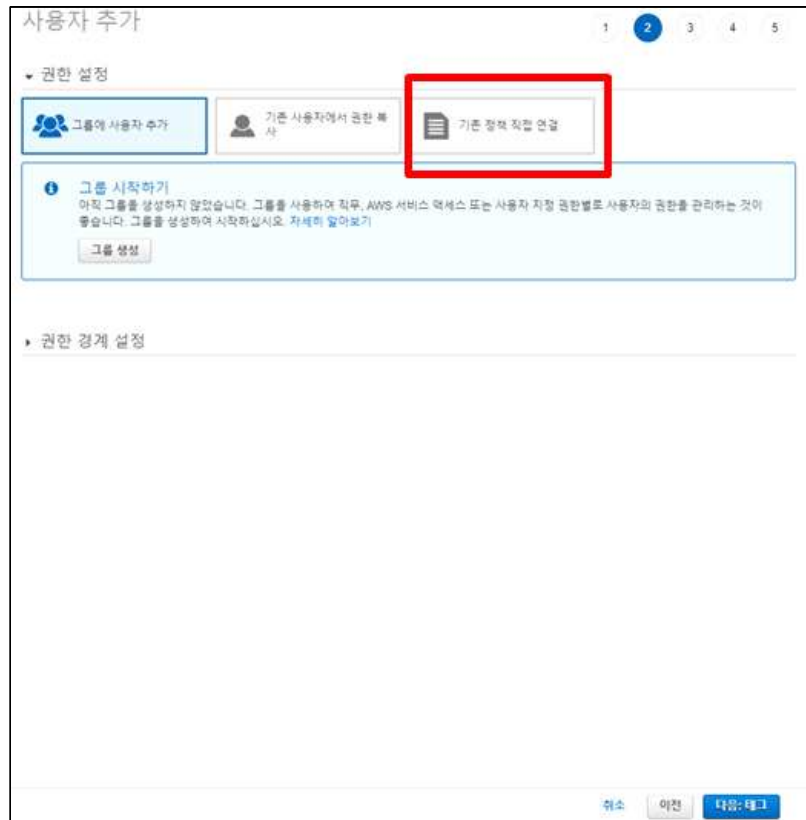 사용자 추가
1 2 3 4 5
권한 설정
그룹에 사용자 추가
기존 사용자에서 권한 복
사
기존 정책 직접 연결
그룹 시작하기
아직 그룹을 생성하지 않았습니다. 그룹을 사용하여 직무, AWS 서비스 액세스 또는 사용자 지정 권한별로 사용자의 권한을 관리하는 것이
좋습니다. 그룹을 생성하여 시작하십시오. 자세히 알아보기
그룹 생성
권한 경계 설정
취소 이전 다음: 태그